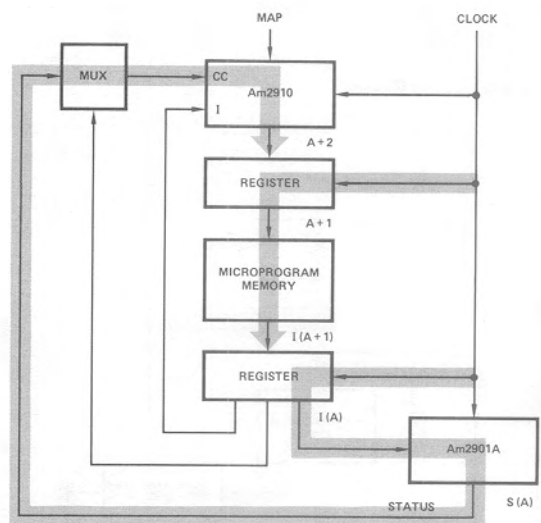 MAP
CLOCK
MUX
CC
Am2910
I
A+2
REGISTER
A+1
MICROPROGRAM
MEMORY
I (A+1)
REGISTER
I (A)
Am2901A
STATUS
S (A)